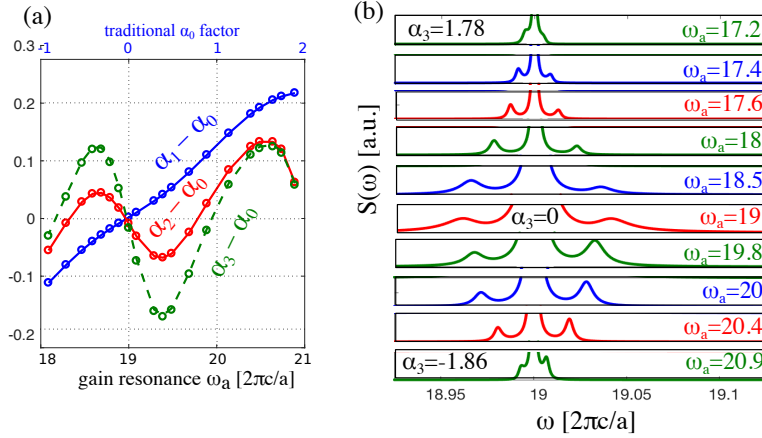 (a)
traditional α₀ factor
-1 0 1 2
0.3
0.2
0.1
0
-0.1
-0.2
α₁ − α₀
α₂ − α₀
α₃ − α₀
18 19 20 21
gain resonance ωₐ [2πc/a]
(b)
S(ω) [a.u.]
α₃=1.78 ωₐ=17.2
ωₐ=17.4
ωₐ=17.6
ωₐ=18
ωₐ=18.5
α₃=0 ωₐ=19
ωₐ=19.8
ωₐ=20
ωₐ=20.4
α₃=-1.86 ωₐ=20.9
18.95 19 19.05 19.1
ω [2πc/a]